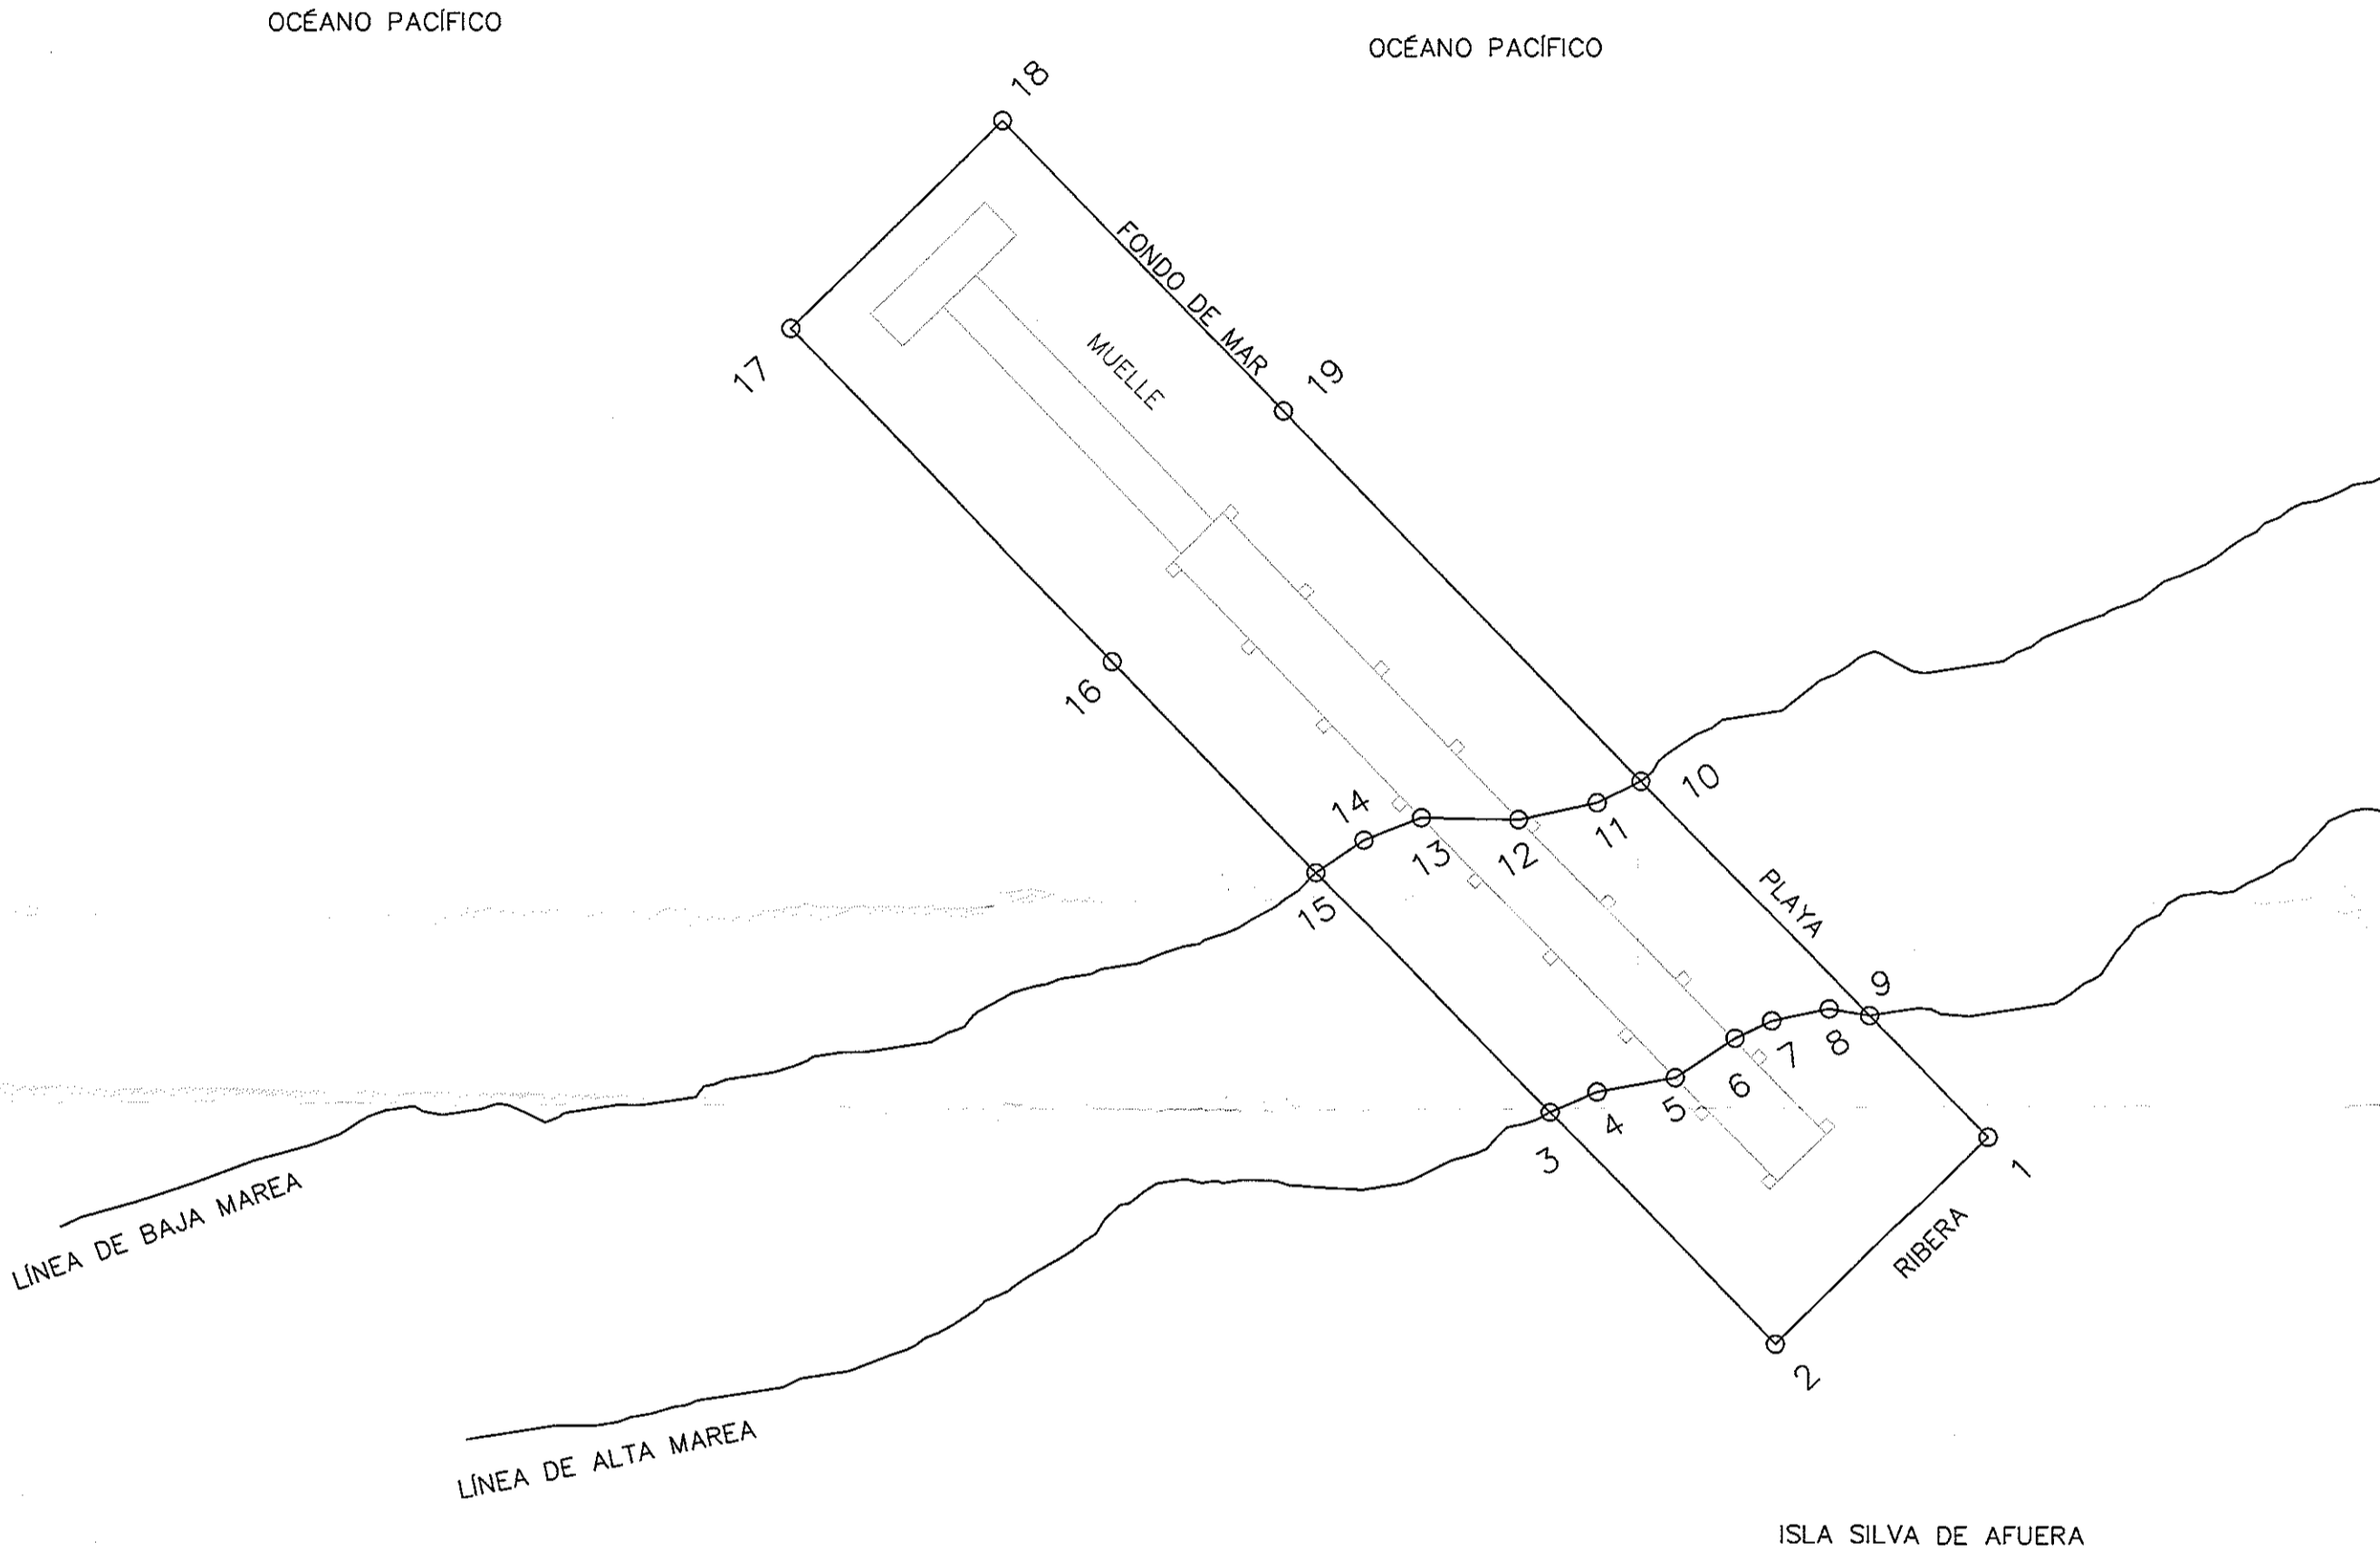 OCÉANO PACÍFICO
OCÉANO PACÍFICO
18
FONDO DE MAR
MUELLE
19
17
16
10
14
11
13
12
PLAYA
15
9
8
7
6
5
4
3
1
LÍNEA DE BAJA MAREA
RIBERA
2
LÍNEA DE ALTA MAREA
ISLA SILVA DE AFUERA